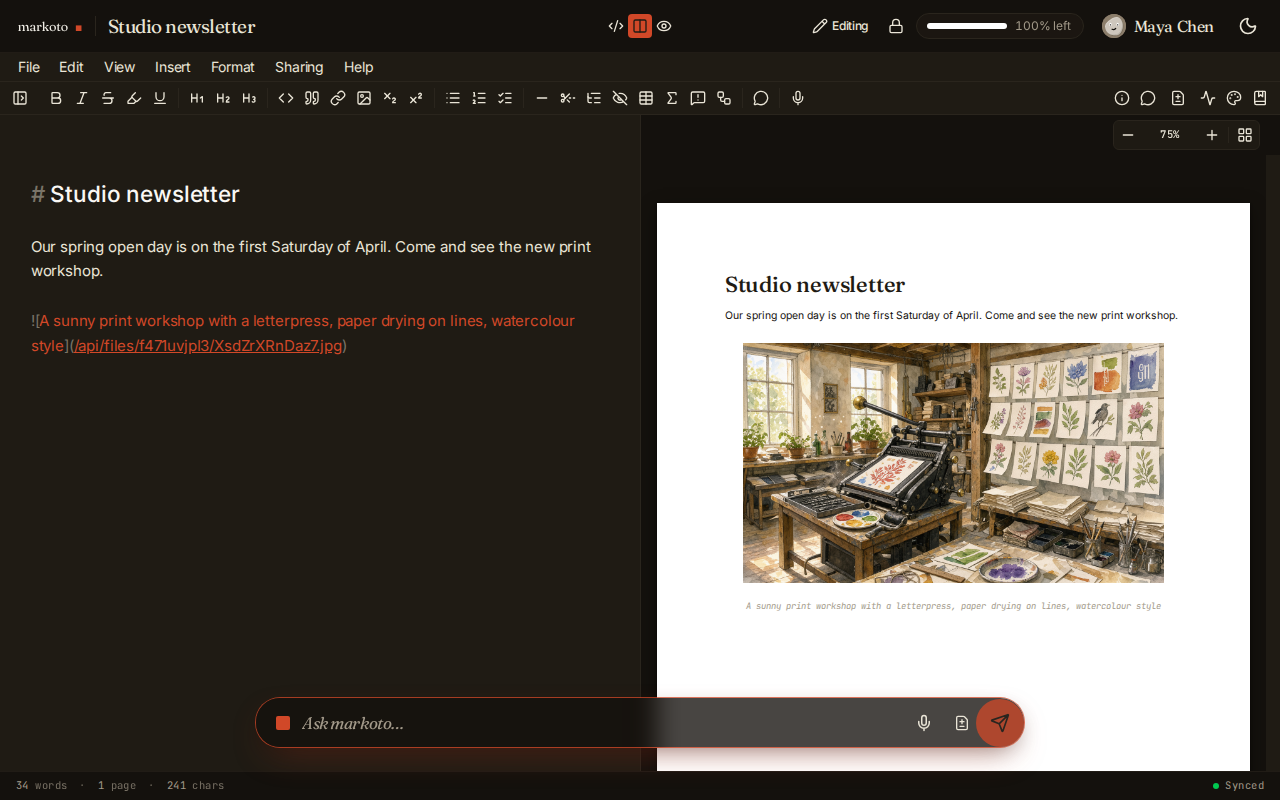 markoto
Studio newsletter
Editing
100% left
Maya Chen
File Edit View Insert Format Sharing Help
B I S U H1 H2 H3 X2 x2
75%
# Studio newsletter
Our spring open day is on the first Saturday of April. Come and see the new print
workshop.
![A sunny print workshop with a letterpress, paper drying on lines, watercolour
style](/api/files/f471uvjpl3/XsdZrXRnDaz7.jpg)
Studio newsletter
Our spring open day is on the first Saturday of April. Come and see the new print workshop.
A sunny print workshop with a letterpress, paper drying on lines, watercolour style
Ask markoto...
34 words · 1 page · 241 chars
Synced